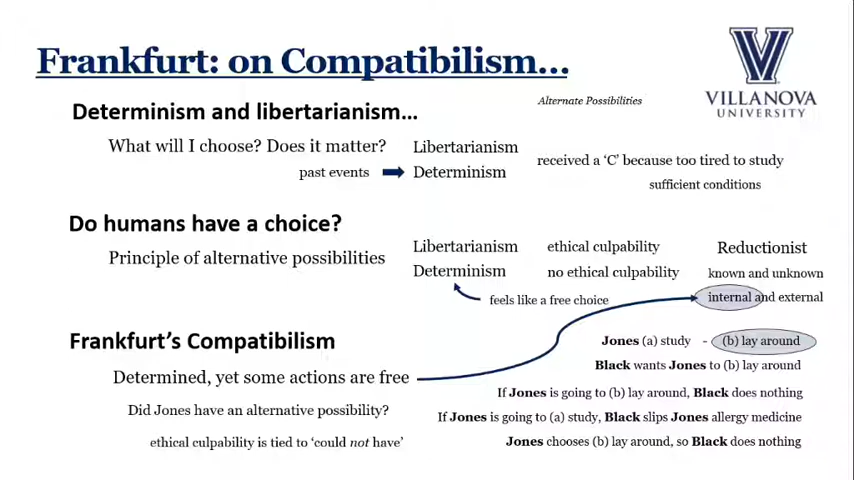 Frankfurt: on Compatibilism…
VILLANOVA
UNIVERSITY
Alternate Possibilities
Determinism and libertarianism…
What will I choose? Does it matter?
Libertarianism
past events
Determinism
received a ‘C’ because too tired to study
sufficient conditions
Do humans have a choice?
Principle of alternative possibilities
Libertarianism
ethical culpability
Reductionist
Determinism
no ethical culpability
known and unknown
feels like a free choice
internal and external
Frankfurt’s Compatibilism
Jones (a) study - (b) lay around
Black wants Jones to (b) lay around
Determined, yet some actions are free
If Jones is going to (b) lay around, Black does nothing
Did Jones have an alternative possibility?
If Jones is going to (a) study, Black slips Jones allergy medicine
ethical culpability is tied to ‘could not have’
Jones chooses (b) lay around, so Black does nothing